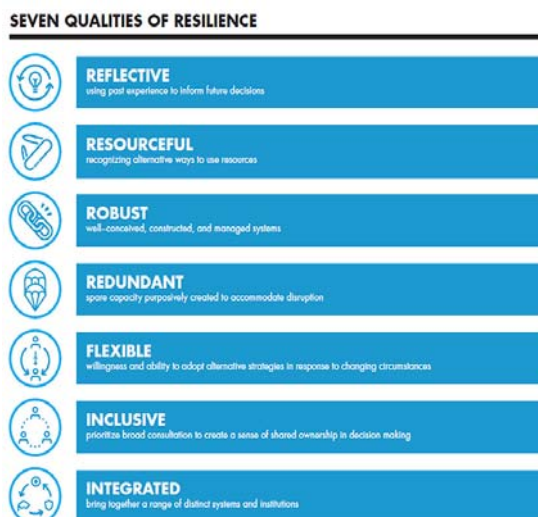 SEVEN QUALITIES OF RESILIENCE
REFLECTIVE
using past experience to inform future decisions
RESOURCEFUL
recognizing alternative ways to use resources
ROBUST
well-conceived, constructed, and managed systems
REDUNDANT
spare capacity purposively created to accommodate disruption
FLEXIBLE
willingness and ability to adopt alternative strategies in response to changing circumstances
INCLUSIVE
prioritize broad consultation to create a sense of shared ownership in decision making
INTEGRATED
bring together a range of distinct systems and institutions